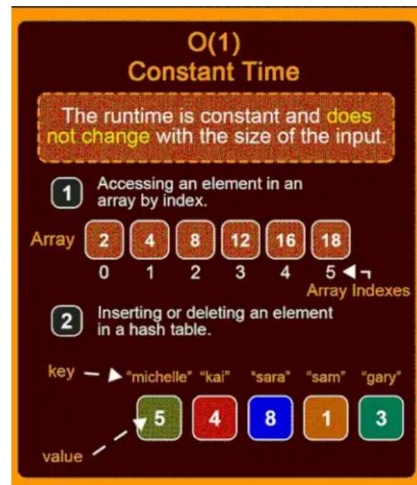 O(1)
Constant Time
The runtime is constant and does
not change with the size of the input.
1 Accessing an element in an
array by index.
Array 2 4 8 12 16 18
0 1 2 3 4 5
Array Indexes
2 Inserting or deleting an element
in a hash table.
key "michelle" "kai" "sara" "sam" "gary"
5 4 8 1 3
value